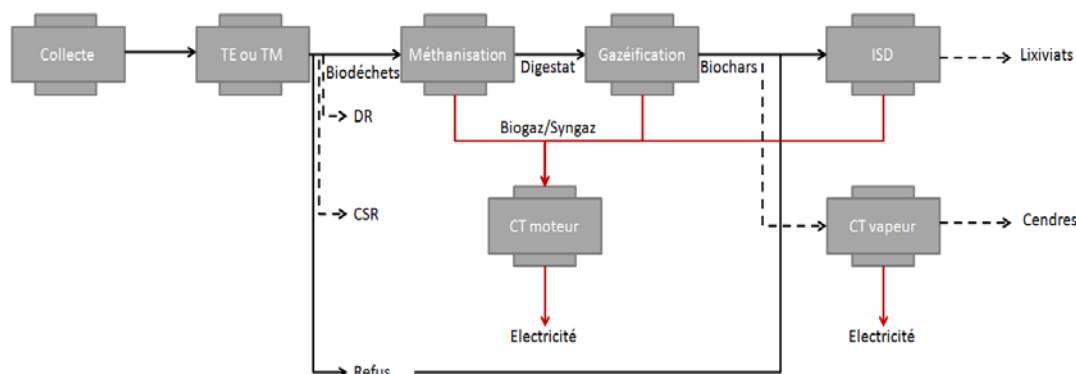 Collecte
TE ou TM
Biodéchets
Méthanisation
Digestat
Gazéification
Biochars
ISD
Lixiviats
DR
Biogaz/Syngaz
CSR
CT moteur
CT vapeur
Cendres
Electricité
Electricité
Refus